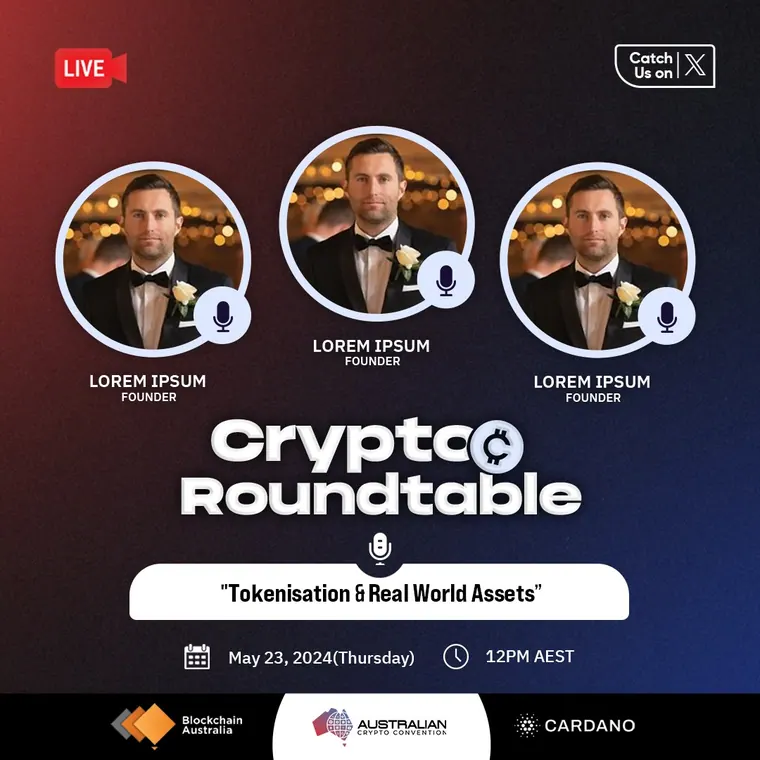 LIVE
Catch
Us on
X
LOREM IPSUM
FOUNDER
LOREM IPSUM
FOUNDER
LOREM IPSUM
FOUNDER
Crypto
Roundtable
"Tokenisation & Real World Assets”
May 23, 2024(Thursday)
12PM AEST
Blockchain
Australia
AUSTRALIAN
CRYPTO CONVENTION
CARDANO